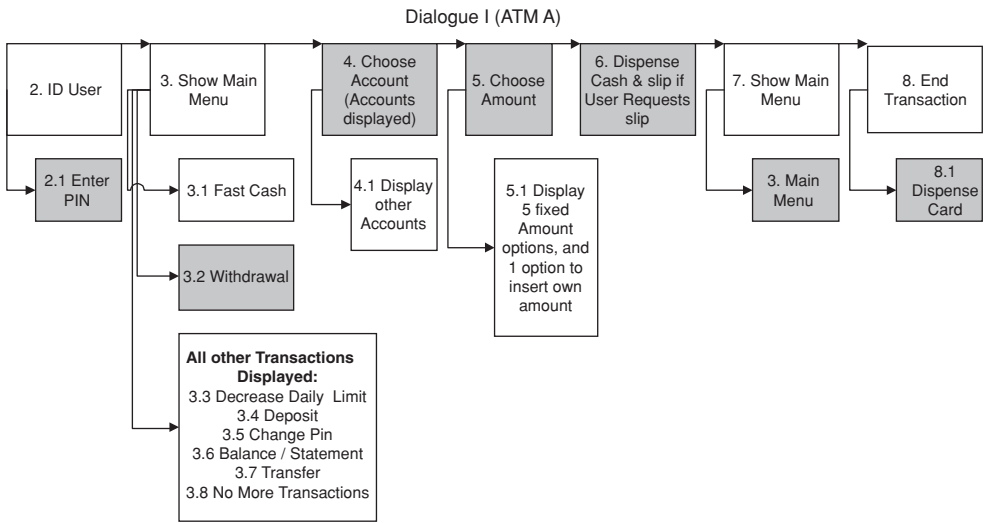 Dialogue I (ATM A)
2. ID User
3. Show Main
Menu
4. Choose
Account
(Accounts
displayed)
5. Choose
Amount
6. Dispense
Cash & slip if
User Requests
slip
7. Show Main
Menu
8. End
Transaction
2.1 Enter
PIN
3.1 Fast Cash
4.1 Display
other
Accounts
5.1 Display
5 fixed
Amount
options, and
1 option to
insert own
amount
3. Main
Menu
8.1
Dispense
Card
3.2 Withdrawal
All other Transactions
Displayed:
3.3 Decrease Daily Limit
3.4 Deposit
3.5 Change Pin
3.6 Balance / Statement
3.7 Transfer
3.8 No More Transactions